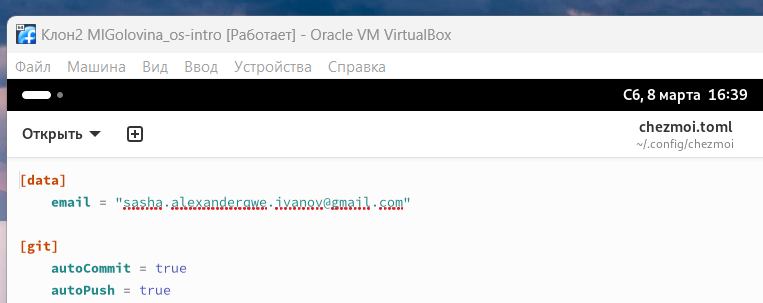 Клон2 MIGolovina_os-intro [Работает] - Oracle VM VirtualBox
Файл Машина Вид Ввод Устройства Справка
Сб, 8 марта 16:39
Открыть
chezmoi.toml
~/.config/chezmoi
[data]
email = "sasha.alexanderqwe.ivanov@gmail.com"
[git]
autoCommit = true
autoPush = true